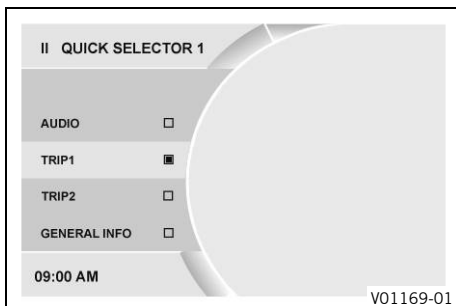 II QUICK SELECTOR 1
AUDIO
TRIP1
TRIP2
GENERAL INFO
09:00 AM
V01169-01